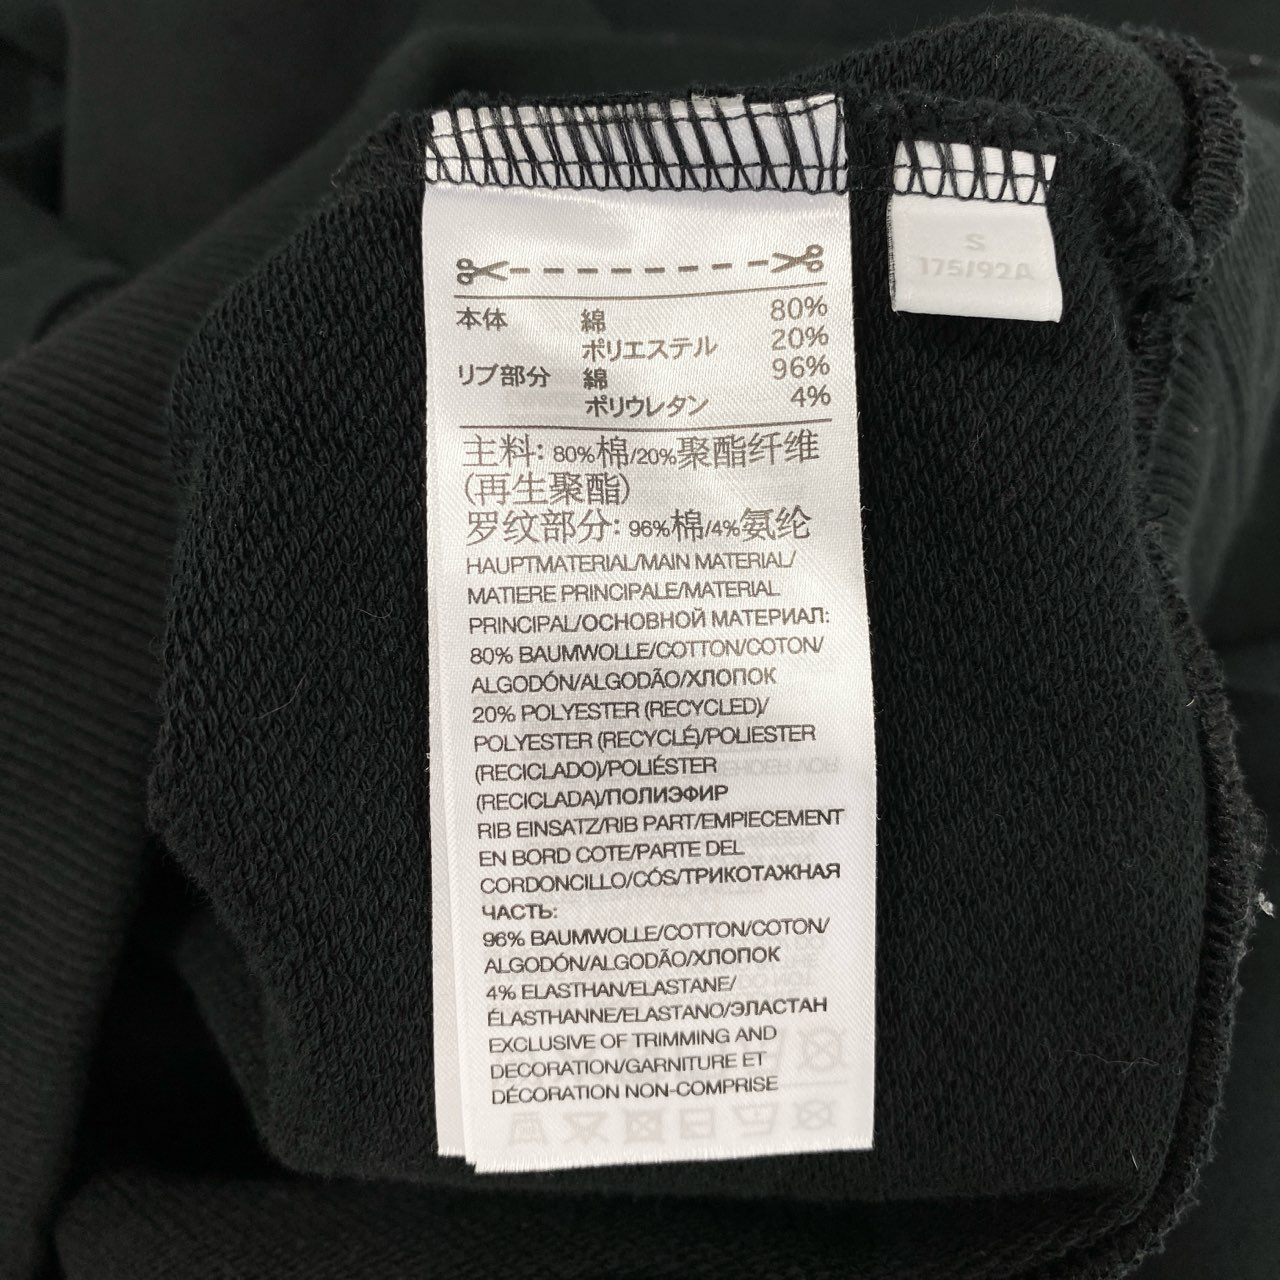 本体 綿 80%
ポリエステル 20%
リブ部分 綿 96%
ポリウレタン 4%
主料: 80%棉/20%聚酯纤维
(再生聚酯)
罗纹部分: 96%棉/4%氨纶
HAUPTMATERIAL/MAIN MATERIAL/
MATIERE PRINCIPALE/MATERIAL
PRINCIPAL/ОСНОВНОЙ МАТЕРИАЛ:
80% BAUMWOLLE/COTTON/COTON/
ALGODÓN/ALGODÃO/ХЛОПОК
20% POLYESTER (RECYCLED)/
POLYESTER (RECYCLÉ)/POLIESTER
(RECICLADO)/POLIÉSTER
(RECICLADA)/ПОЛИЭФИР
RIB EINSATZ/RIB PART/EMPIECEMENT
EN BORD COTE/PARTE DEL
CORDONCILLO/CÓS/ТРИКОТАЖНАЯ
ЧАСТЬ:
96% BAUMWOLLE/COTTON/COTON/
ALGODÓN/ALGODÃO/ХЛОПОК
4% ELASTHAN/ELASTANE/
ÉLASTHANNE/ELASTANO/ЭЛАСТАН
EXCLUSIVE OF TRIMMING AND
DECORATION/GARNITURE ET
DÉCORATION NON-COMPRISE
S
175/92A